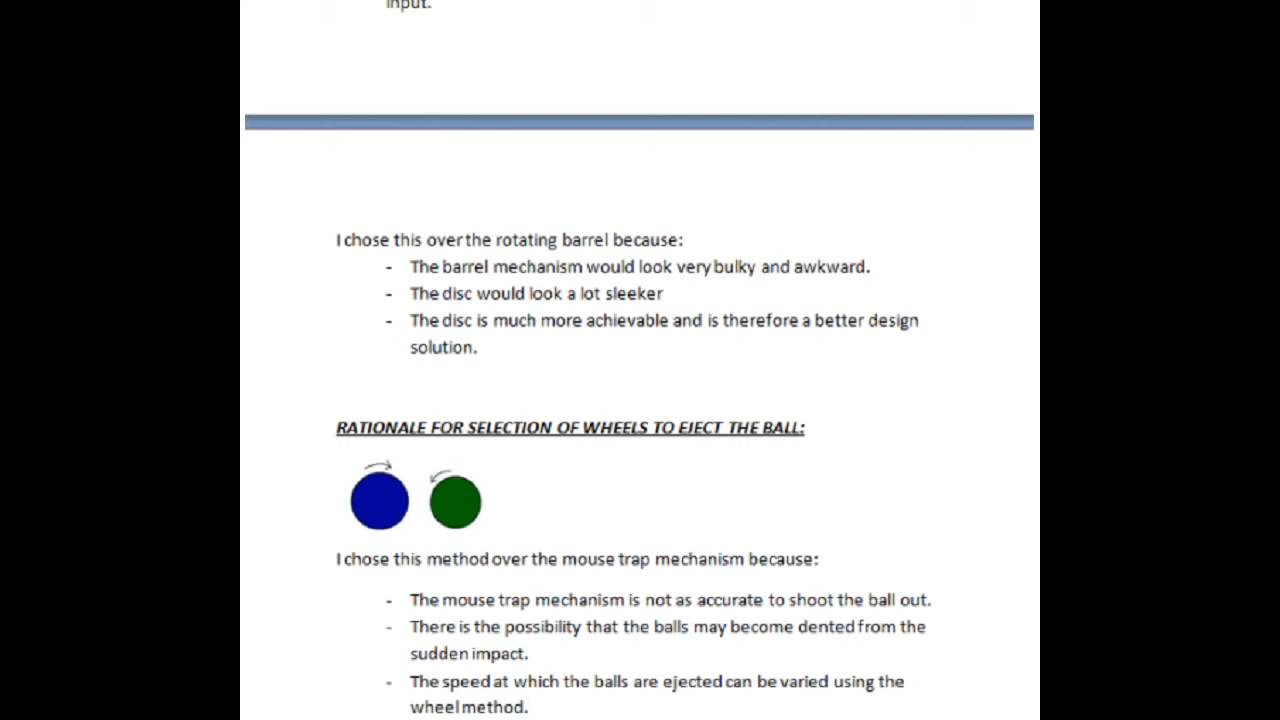 input.
I chose this over the rotating barrel because:
- The barrel mechanism would look very bulky and awkward.
- The disc would look a lot sleeker
- The disc is much more achievable and is therefore a better design
solution.
RATIONALE FOR SELECTION OF WHEELS TO EJECT THE BALL:
I chose this method over the mouse trap mechanism because:
- The mouse trap mechanism is not as accurate to shoot the ball out.
- There is the possibility that the balls may become dented from the
sudden impact.
- The speed at which the balls are ejected can be varied using the
wheel method.